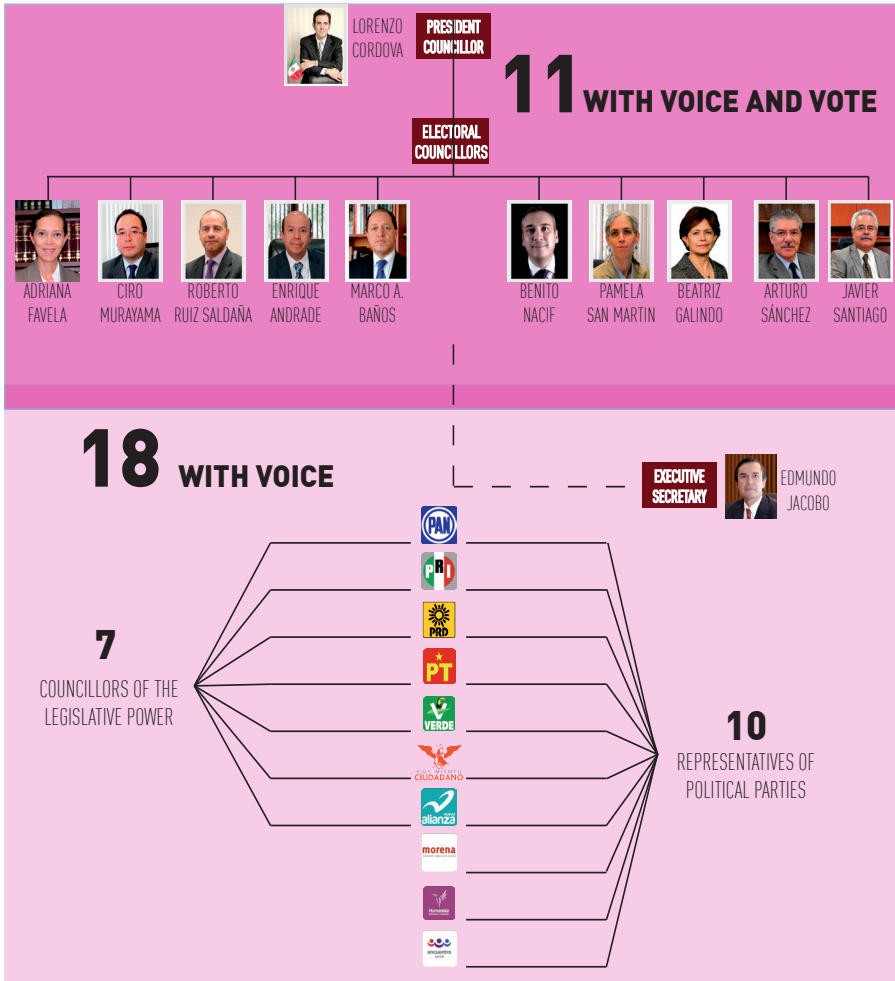 LORENZO
CORDOVA
PRESIDENT
COUNCILLOR
11 WITH VOICE AND VOTE
ELECTORAL
COUNCILLORS
ADRIANA
FAVELA
CIRO
MURAYAMA
ROBERTO
RUIZ SALDAÑA
ENRIQUE
ANDRADE
MARCO A.
BAÑOS
BENITO
NACIF
PAMELA
SAN MARTIN
BEATRIZ
GALINDO
ARTURO
SÁNCHEZ
JAVIER
SANTIAGO
18 WITH VOICE
EXECUTIVE
SECRETARY
EDMUNDO
JACOBO
PAN
PRI
PRD
PT
VERDE
CIUDADANO
alianza
morena
Humanista
encuentro
social
7
COUNCILLORS OF THE
LEGISLATIVE POWER
10
REPRESENTATIVES OF
POLITICAL PARTIES